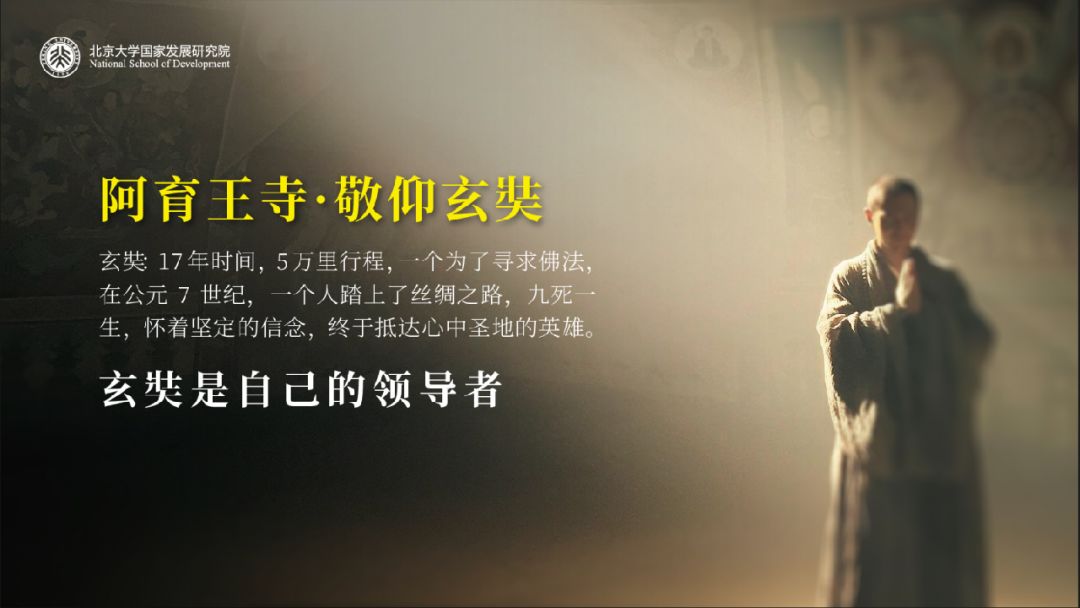 北京大学国家发展研究院
National School of Development
阿育王寺·敬仰玄奘
玄奘: 17年时间，5万里行程，一个为了寻求佛法，
在公元 7 世纪，一个人踏上了丝绸之路，九死一
生，怀着坚定的信念，终于抵达心中圣地的英雄。
玄奘是自己的领导者